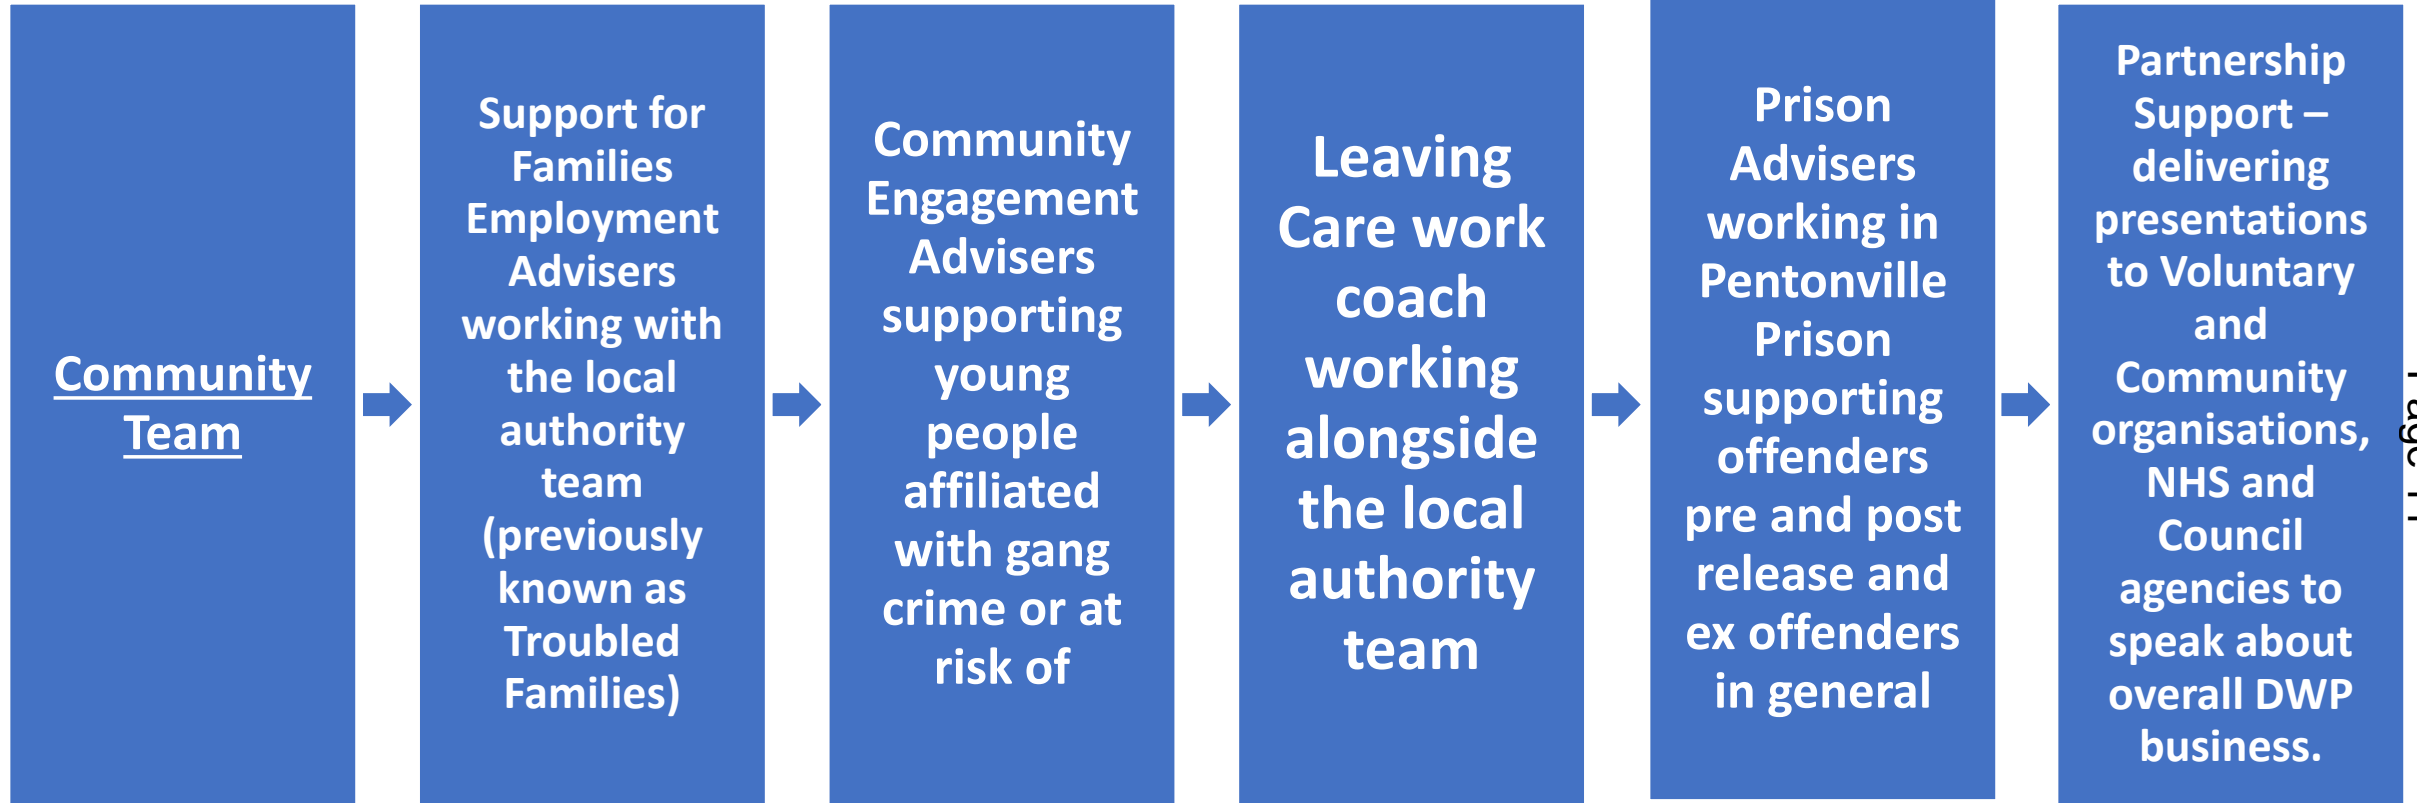 Community
Team
Support for
Families
Employment
Advisers
working with
the local
authority
team
(previously
known as
Troubled
Families)
Community
Engagement
Advisers
supporting
young
people
affiliated
with gang
crime or at
risk of
Leaving
Care work
coach
working
alongside
the local
authority
team
Prison
Advisers
working in
Pentonville
Prison
supporting
offenders
pre and post
release and
ex offenders
in general
Partnership
Support –
delivering
presentations
to Voluntary
and
Community
organisations,
NHS and
Council
agencies to
speak about
overall DWP
business.